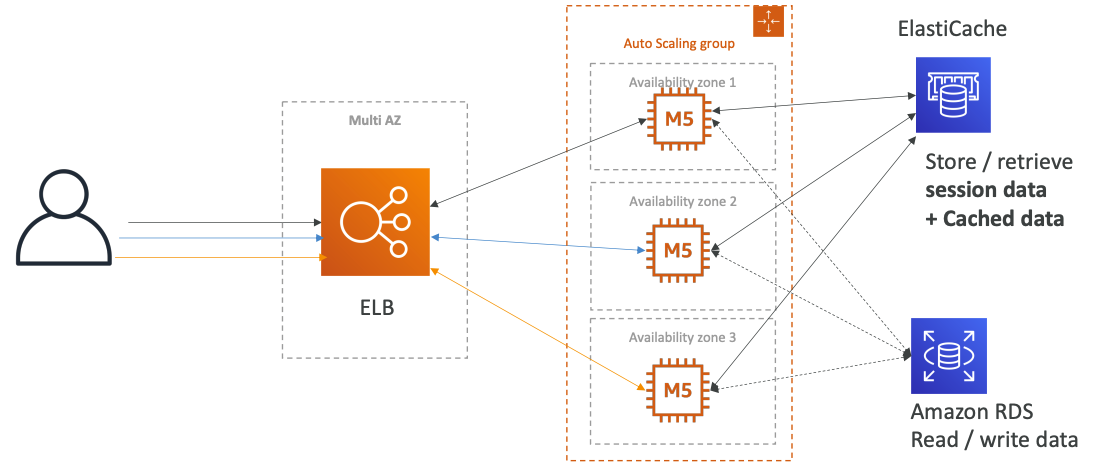 ElastiCache
Auto Scaling group
Availability zone 1
M5
Multi AZ
Store / retrieve
session data
+ Cached data
Availability zone 2
M5
ELB
Availability zone 3
M5
Amazon RDS
Read / write data